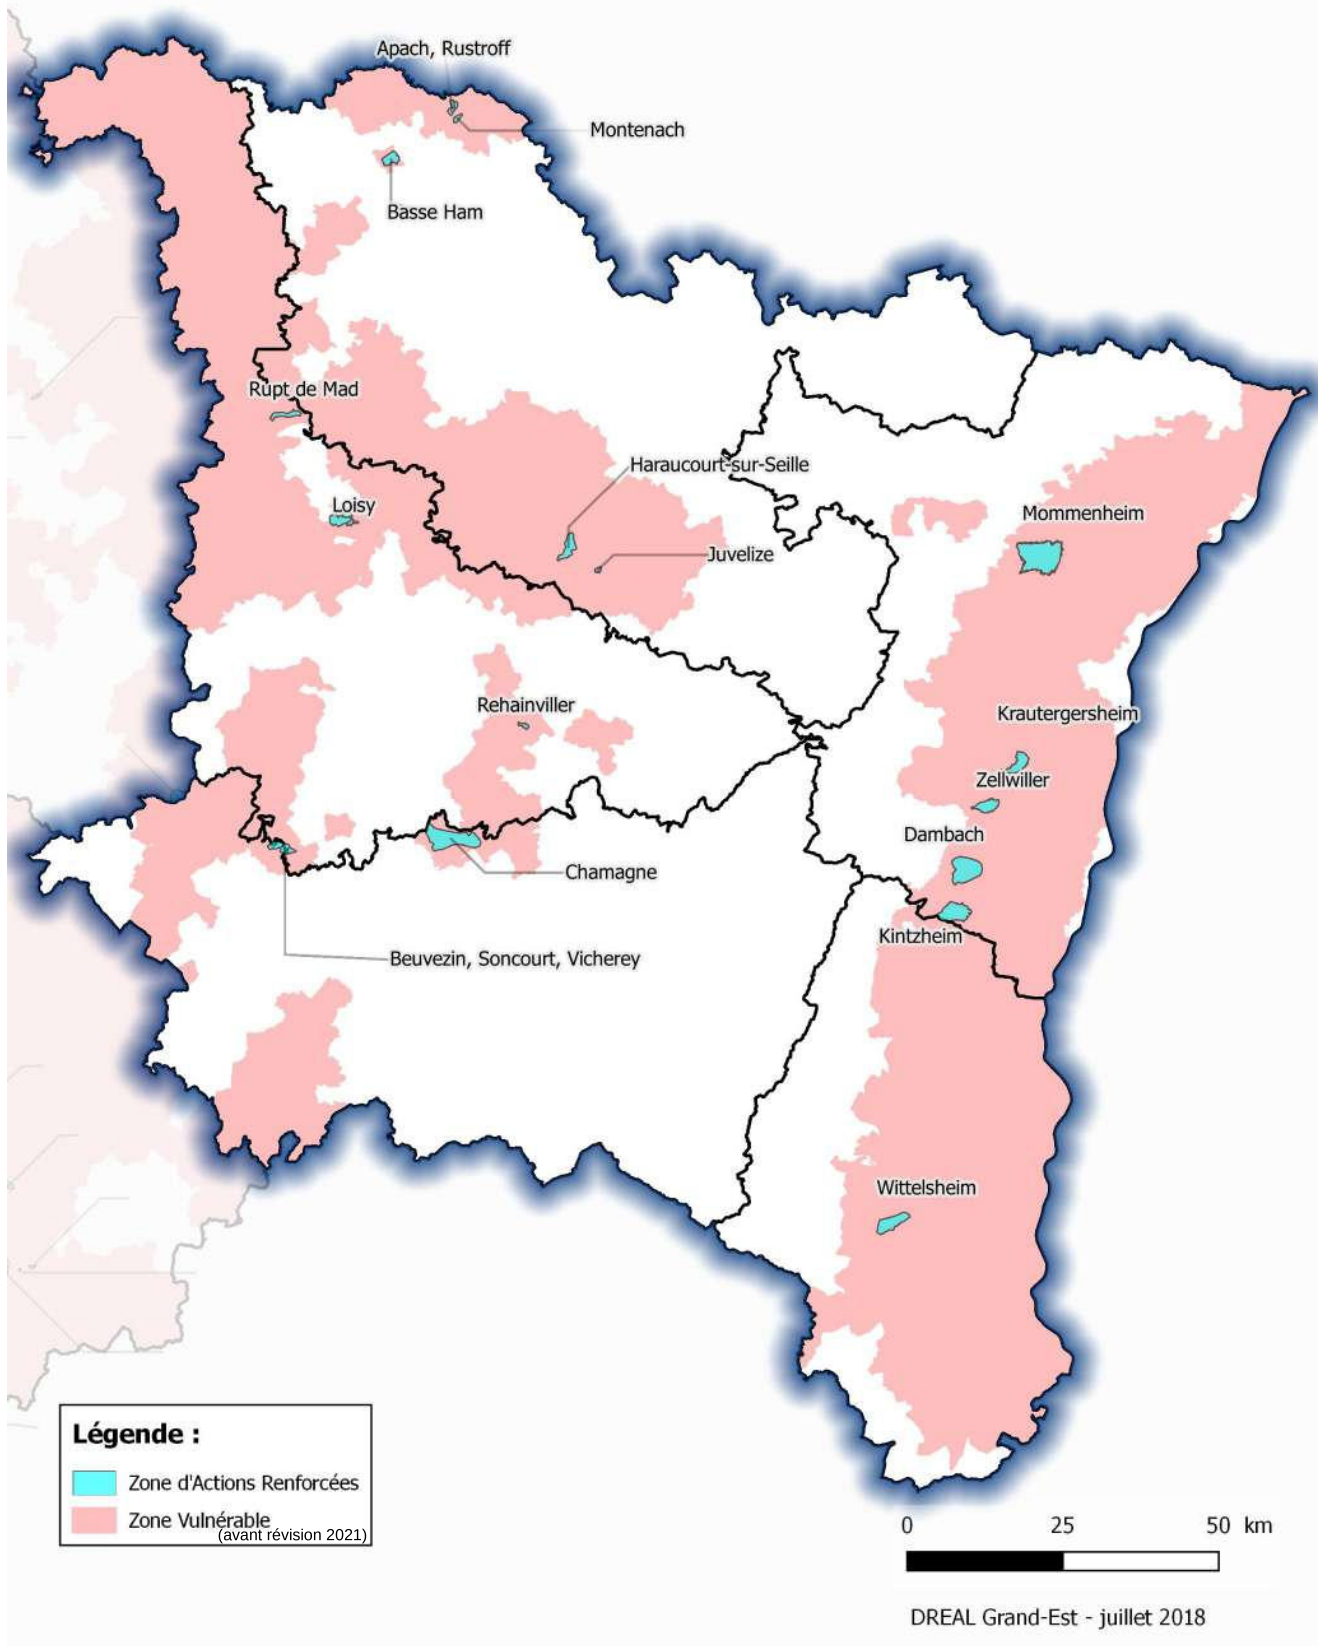 Apach, Rustroff
Montenach
Basse Ham
Rupt de Mad
Haraucourt-sur-Seille
Loisy
Mommenheim
Juvelize
Rehainviller
Krautergersheim
Zellwiller
Dambach
Chamagne
Kintzheim
Beuvezin, Soncourt, Vicherey
Wittelsheim
Légende :
Zone d'Actions Renforcées
Zone Vulnérable
(avant révision 2021)
0 25 50 km
DREAL Grand-Est - juillet 2018